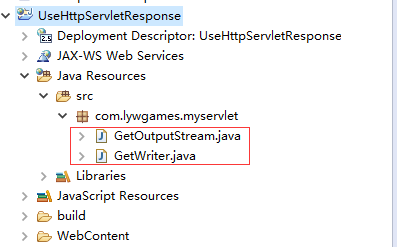 UseHttpServletResponse
Deployment Descriptor: UseHttpServletResponse
JAX-WS Web Services
Java Resources
src
com.lywgames.myservlet
GetOutputStream.java
GetWriter.java
Libraries
JavaScript Resources
build
WebContent